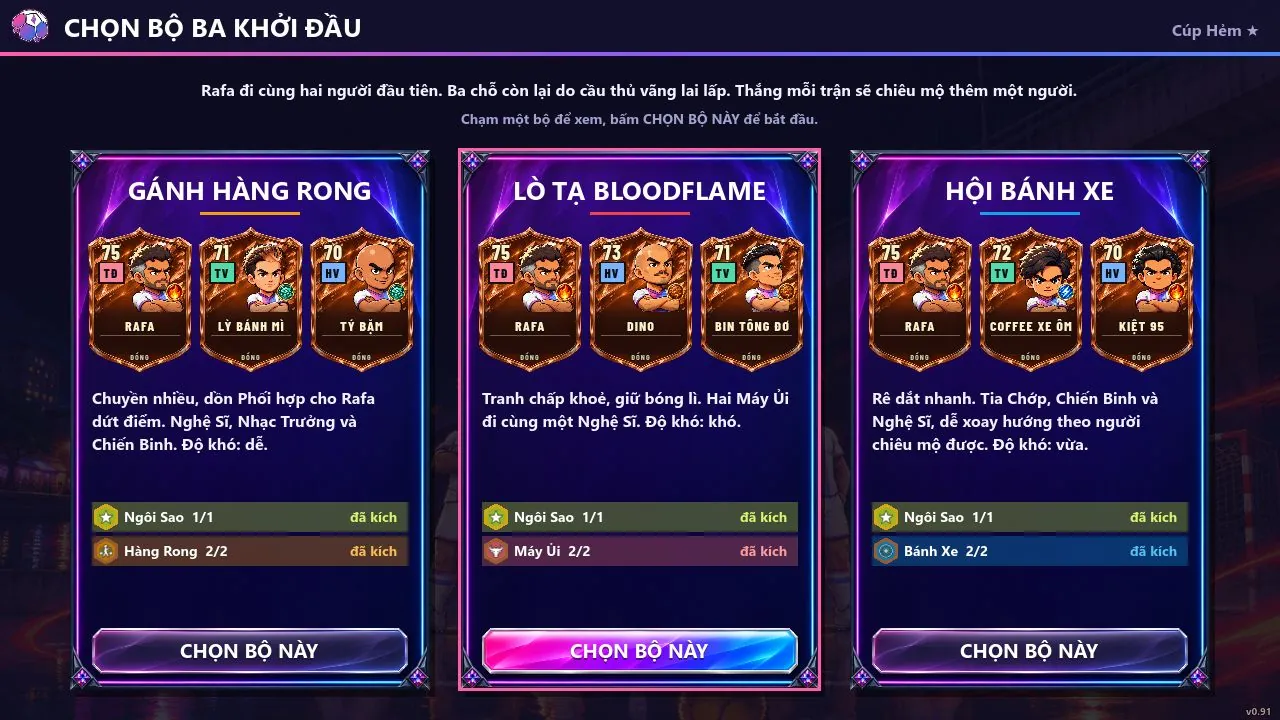 CHỌN BỘ BA KHỞI ĐẦU
Cúp Hẻm ★
Rafa đi cùng hai người đầu tiên. Ba chỗ còn lại do cầu thủ vãng lai lấp. Thắng mỗi trận sẽ chiêu mộ thêm một người.
Chạm một bộ để xem, bấm CHỌN BỘ NÀY để bắt đầu.
GÁNH HÀNG RONG
75
TĐ
RAFA
ĐỒNG
71
TV
LỲ BÁNH MÌ
ĐỒNG
70
HV
TÝ BẶM
ĐỒNG
Chuyền nhiều, dồn Phối hợp cho Rafa
dứt điểm. Nghệ Sĩ, Nhạc Trưởng và
Chiến Binh. Độ khó: dễ.
Ngôi Sao 1/1 đã kích
Hàng Rong 2/2 đã kích
CHỌN BỘ NÀY
LÒ TẠ BLOODFLAME
75
TĐ
RAFA
ĐỒNG
73
HV
DINO
ĐỒNG
71
TV
BIN TÔNG ĐƠ
ĐỒNG
Tranh chấp khoẻ, giữ bóng lì. Hai Máy Ủi
đi cùng một Nghệ Sĩ. Độ khó: khó.
Ngôi Sao 1/1 đã kích
Máy Ủi 2/2 đã kích
CHỌN BỘ NÀY
HỘI BÁNH XE
75
TĐ
RAFA
ĐỒNG
72
TV
COFFEE XE ÔM
ĐỒNG
70
HV
KIỆT 95
ĐỒNG
Rê dắt nhanh. Tia Chớp, Chiến Binh và
Nghệ Sĩ, dễ xoay hướng theo người
chiêu mộ được. Độ khó: vừa.
Ngôi Sao 1/1 đã kích
Bánh Xe 2/2 đã kích
CHỌN BỘ NÀY
v0.91